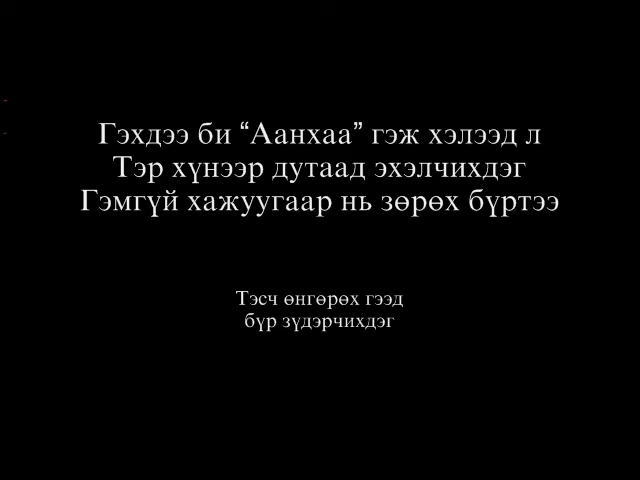 Гэхдээ би “Аанхаа” гэж хэлээд л
Тэр хүнээр дутаад эхэлчихдэг
Гэмгүй хажуугаар нь зөрөх бүртээ
Тэсч өнгөрөх гээд
бүр зүдэрчихдэг